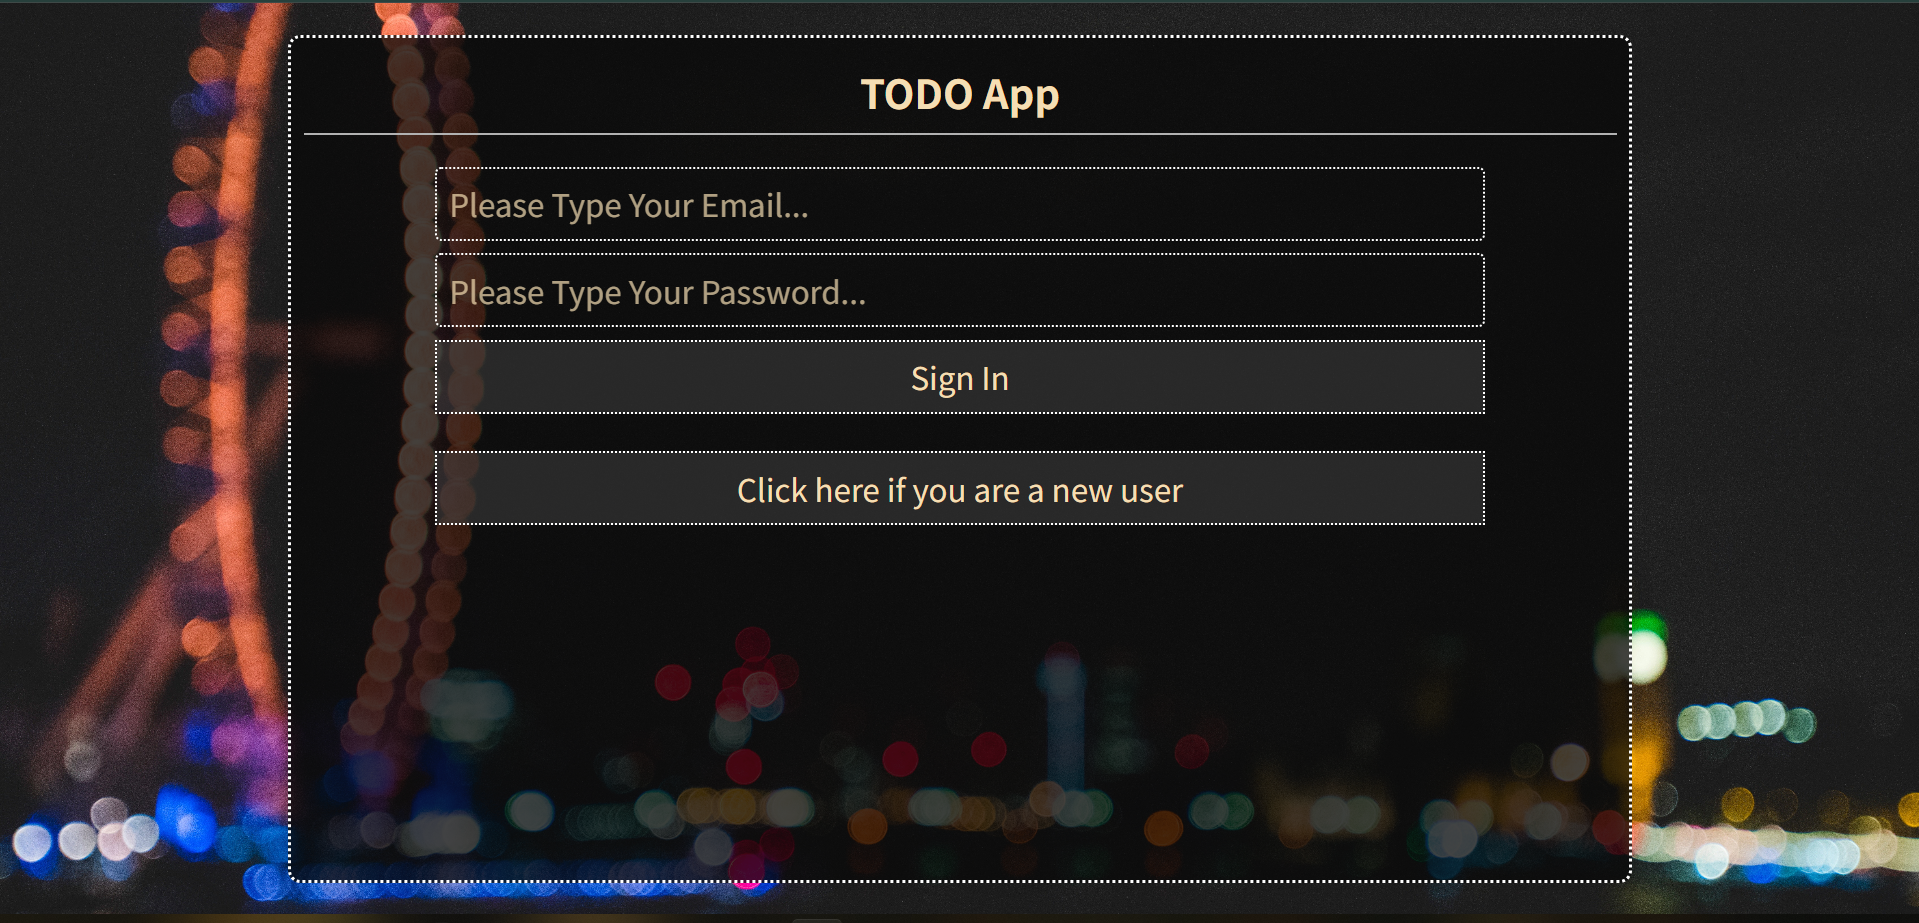 TODO App
Please Type Your Email...
Please Type Your Password...
Sign In
Click here if you are a new user